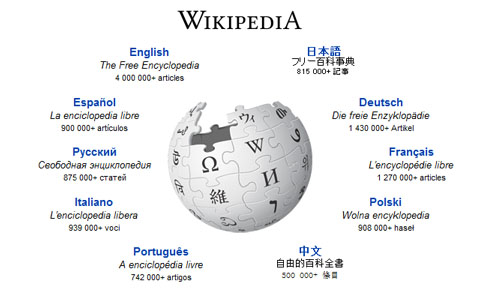 WIKIPEDIA
English
The Free Encyclopedia
4 000 000+ articles
日本語
フリー百科事典
815 000+ 記事
Español
La enciclopedia libre
900 000+ artículos
Deutsch
Die freie Enzyklopädie
1 430 000+ Artikel
Русский
Свободная энциклопедия
875 000+ статей
Français
L'encyclopédie libre
1 270 000+ articles
Italiano
L'enciclopedia libera
939 000+ voci
Polski
Wolna encyklopedia
908 000+ haseł
Português
A enciclopédia livre
742 000+ artigos
中文
自由的百科全書
500 000+ 條目
Ω W
維 И